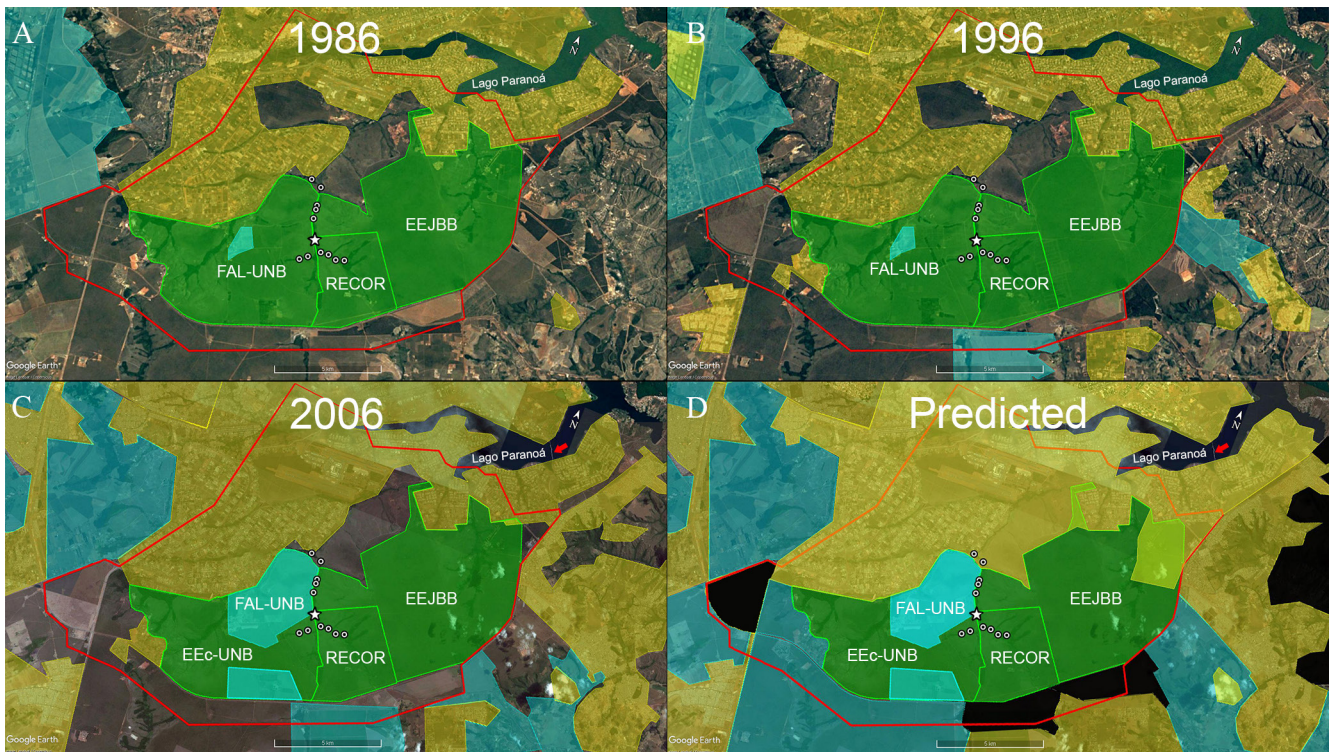 A
1986
N
Lago Paranoá
EEJBB
FAL-UNB
RECOR
Google Earth
5 km
B
1996
N
Lago Paranoá
EEJBB
FAL-UNB
RECOR
Google Earth
5 km
C
2006
N
Lago Paranoá
FAL-UNB
EEJBB
EEc-UNB
RECOR
Google Earth
5 km
D
Predicted
N
Lago Paranoá
FAL-UNB
EEJBB
EEc-UNB
RECOR
Google Earth
5 km